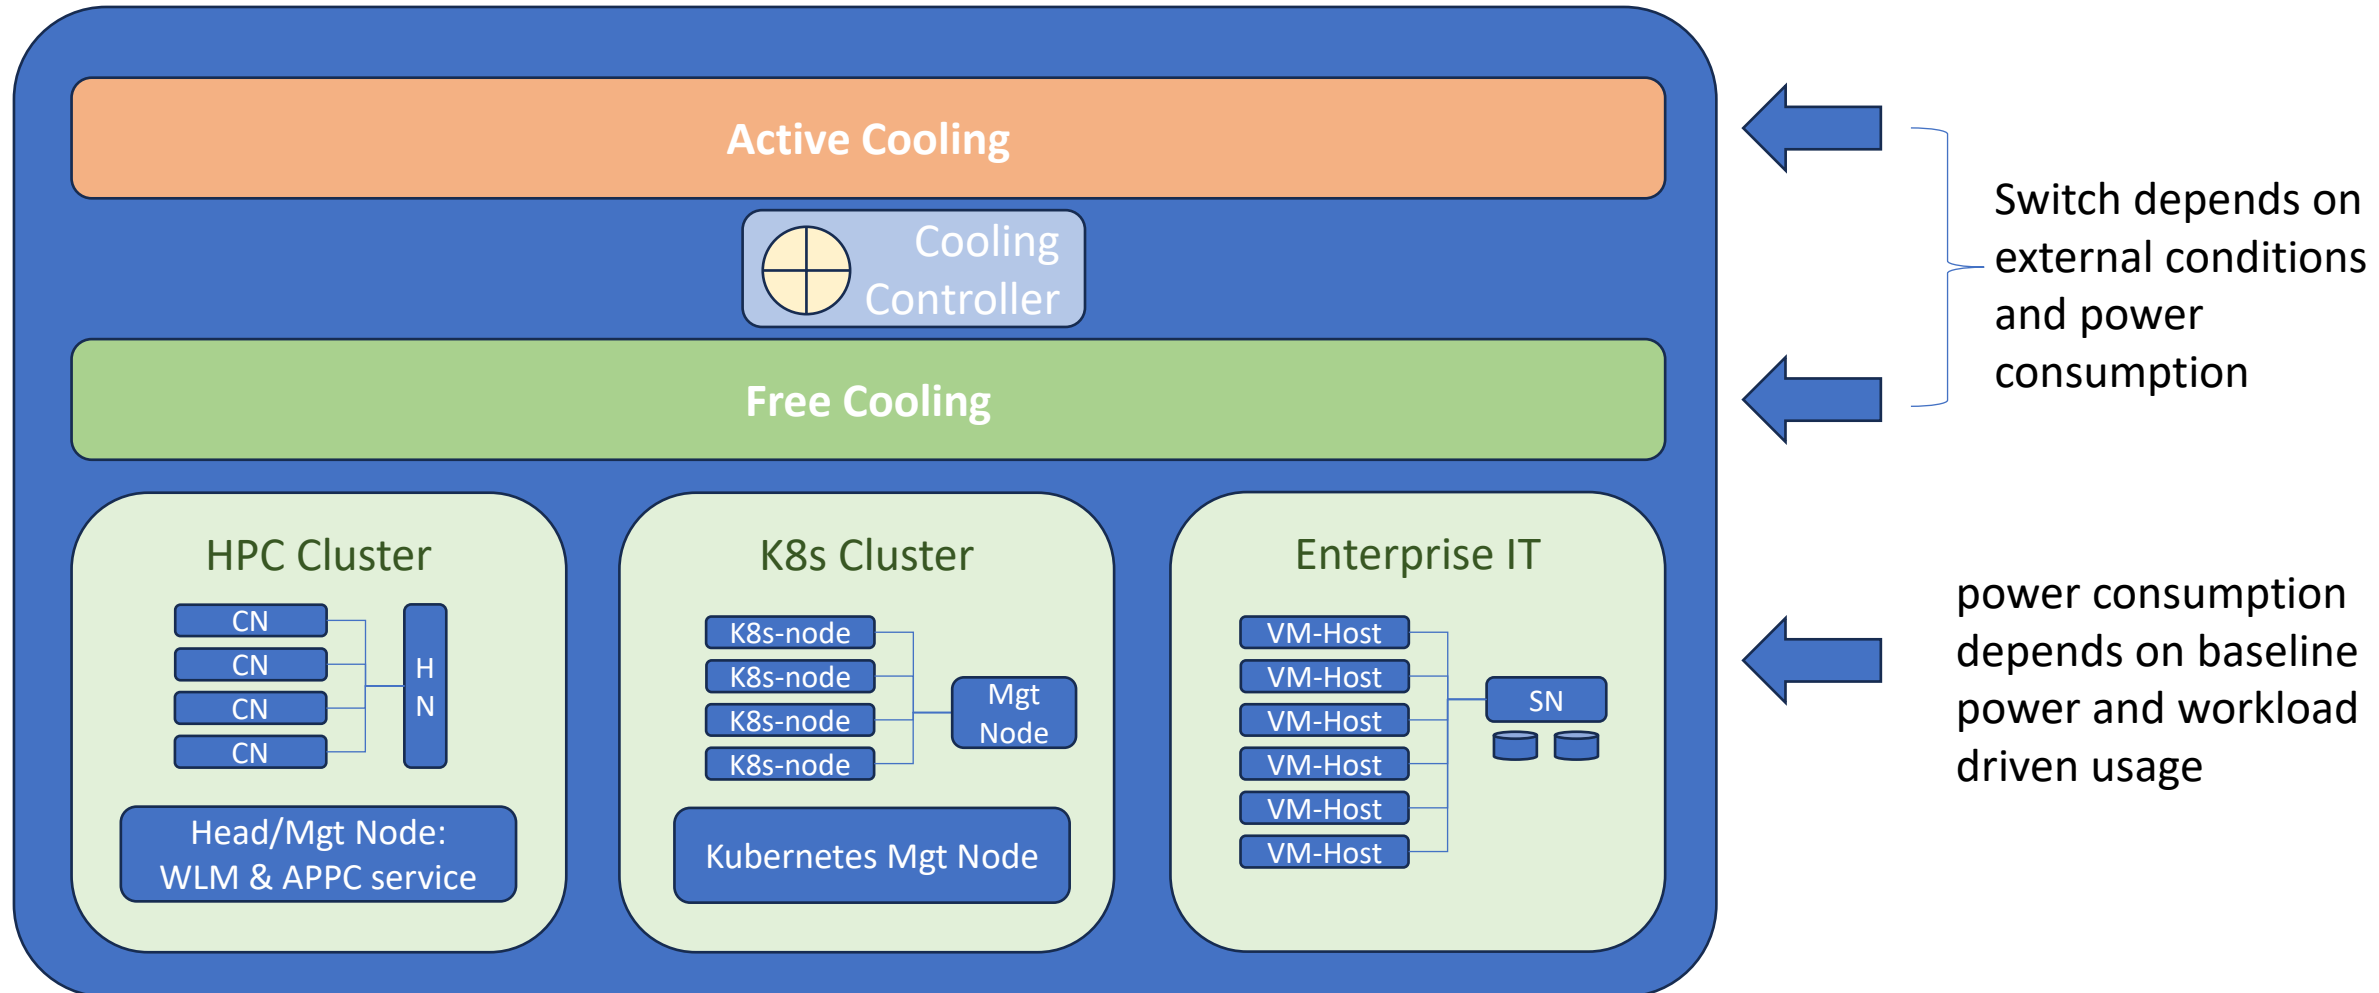 Active Cooling
Cooling
Controller
Free Cooling
Switch depends on
external conditions
and power
consumption
HPC Cluster
CN
CN
CN
CN
H
N
Head/Mgt Node:
WLM & APPC service
K8s Cluster
K8s-node
K8s-node
K8s-node
K8s-node
Mgt
Node
Kubernetes Mgt Node
Enterprise IT
VM-Host
VM-Host
VM-Host
VM-Host
VM-Host
VM-Host
SN
power consumption
depends on baseline
power and workload
driven usage